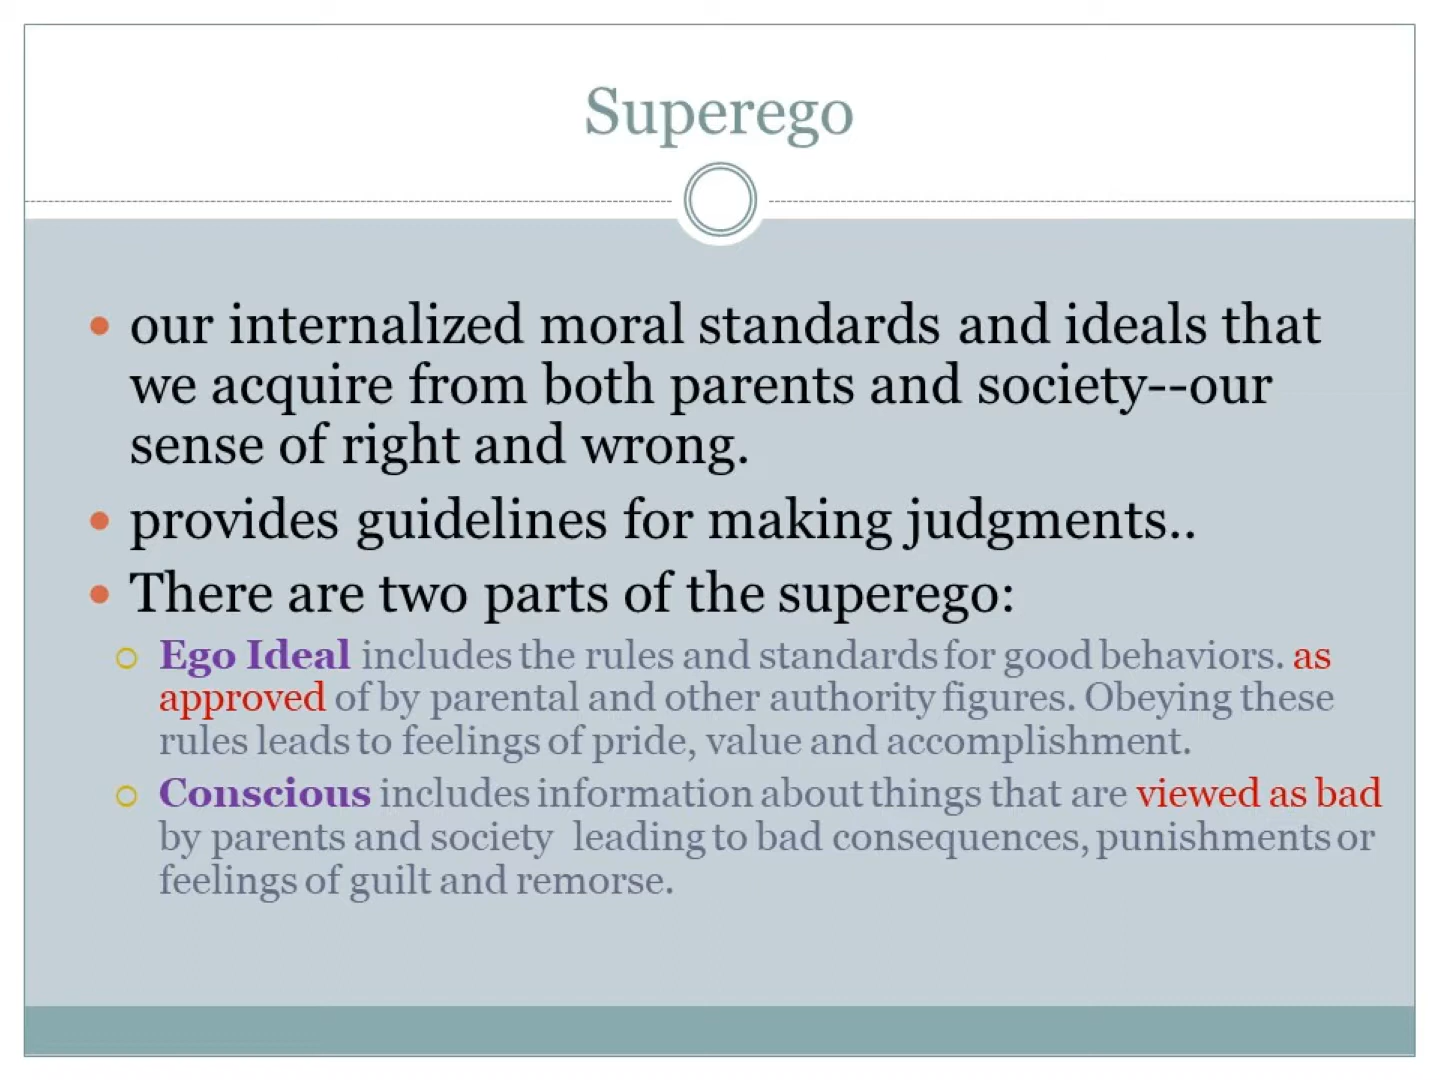 Superego
• our internalized moral standards and ideals that
we acquire from both parents and society--our
sense of right and wrong.
• provides guidelines for making judgments..
• There are two parts of the superego:
○ Ego Ideal includes the rules and standards for good behaviors. as
approved of by parental and other authority figures. Obeying these
rules leads to feelings of pride, value and accomplishment.
○ Conscious includes information about things that are viewed as bad
by parents and society leading to bad consequences, punishments or
feelings of guilt and remorse.